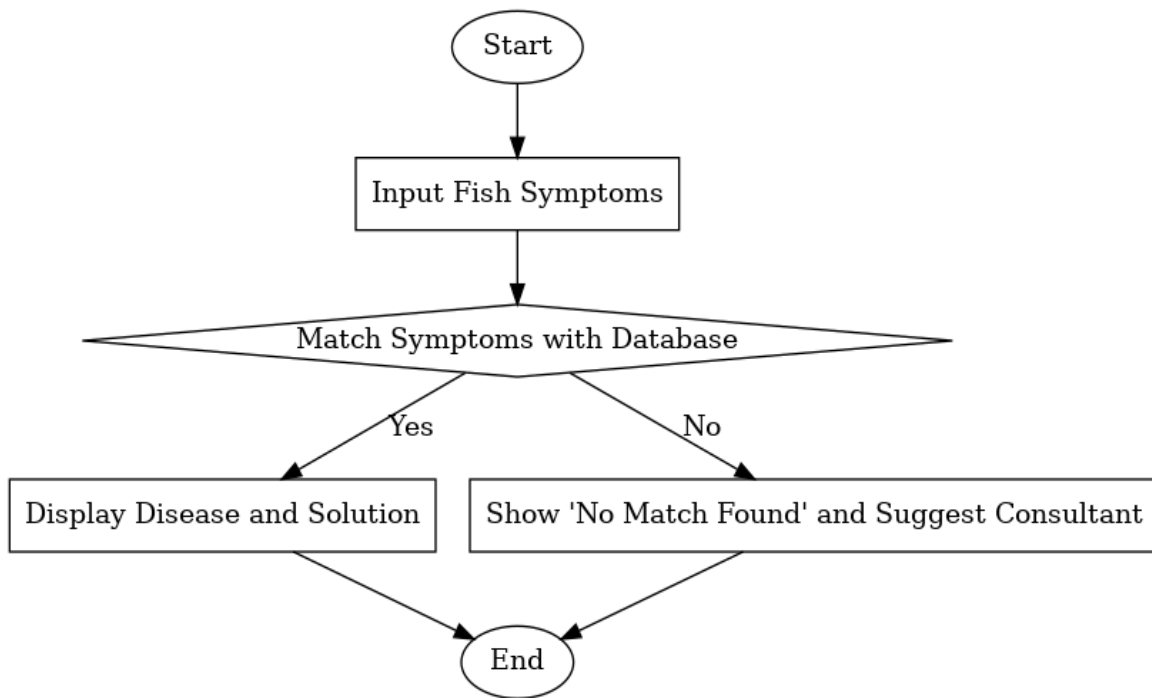 Start
Input Fish Symptoms
Match Symptoms with Database
Yes
No
Display Disease and Solution
Show 'No Match Found' and Suggest Consultant
End